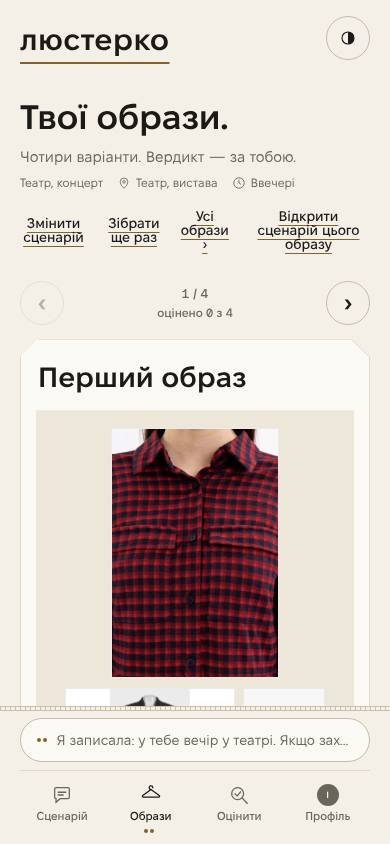 люстерко
Твої образи.
Чотири варіанти. Вердикт — за тобою.
Театр, концерт Театр, вистава Ввечері
Змінити
сценарій
Зібрати
ще раз
Усі
образи
›
Відкрити
сценарій цього
образу
‹ 1 / 4 ›
оцінено 0 з 4
Перший образ
Я записала: у тебе вечір у театрі. Якщо зах…
Сценарій Образи Оцінити Профіль